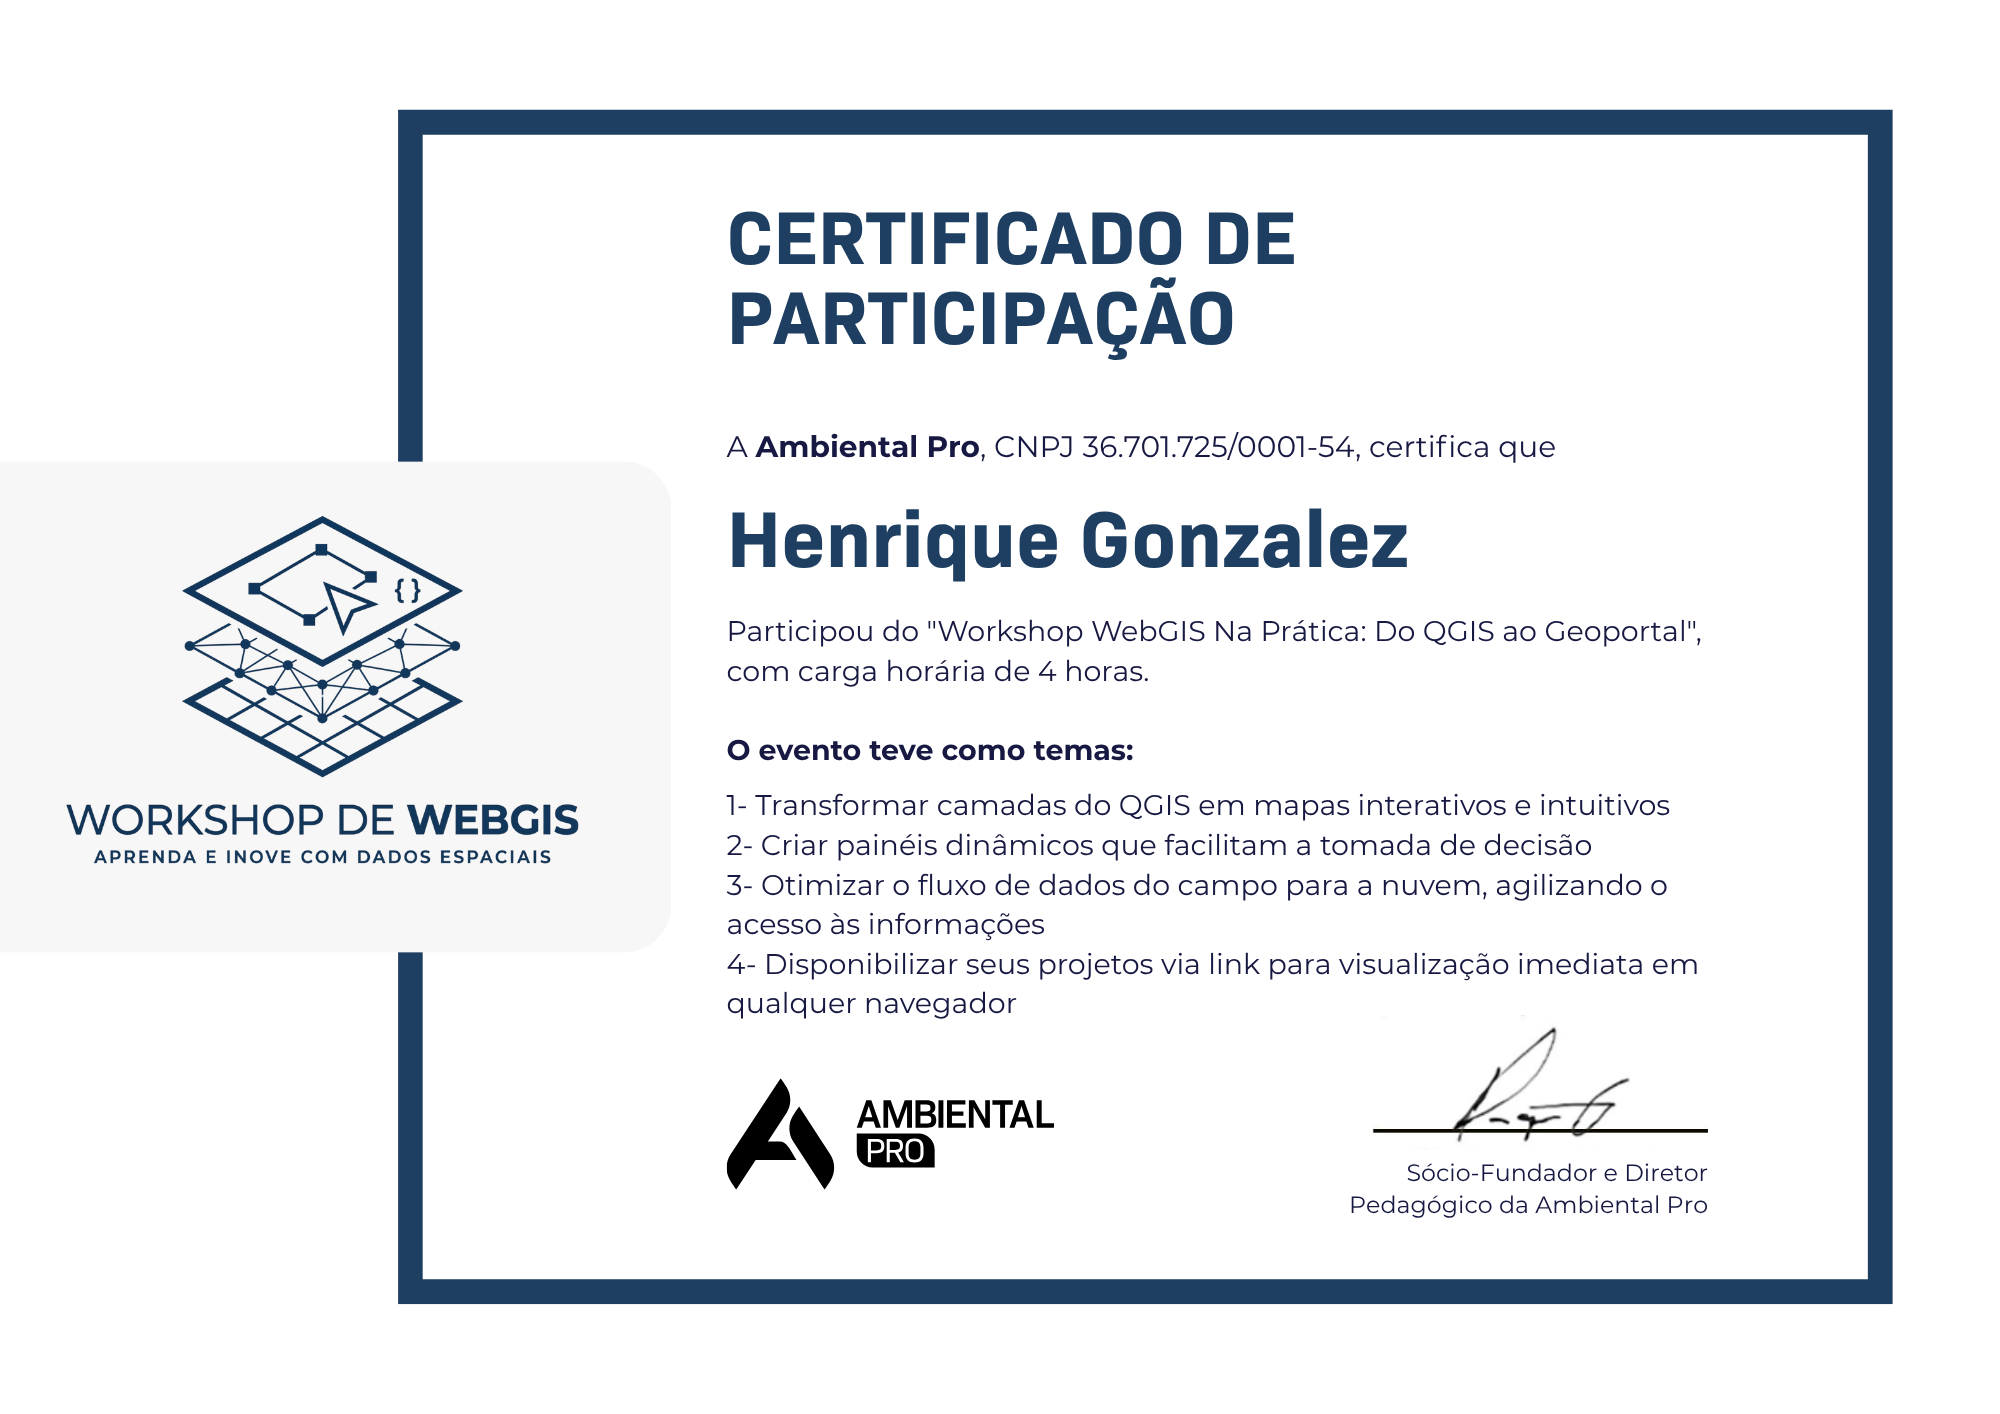 CERTIFICADO DE
PARTICIPAÇÃO
A Ambiental Pro, CNPJ 36.701.725/0001-54, certifica que
Henrique Gonzalez
Participou do "Workshop WebGIS Na Prática: Do QGIS ao Geoportal",
com carga horária de 4 horas.
O evento teve como temas:
1- Transformar camadas do QGIS em mapas interativos e intuitivos
2- Criar painéis dinâmicos que facilitam a tomada de decisão
3- Otimizar o fluxo de dados do campo para a nuvem, agilizando o
acesso às informações
4- Disponibilizar seus projetos via link para visualização imediata em
qualquer navegador
{ }
WORKSHOP DE WEBGIS
APRENDA E INOVE COM DADOS ESPACIAIS
AMBIENTAL
PRO
Sócio-Fundador e Diretor
Pedagógico da Ambiental Pro